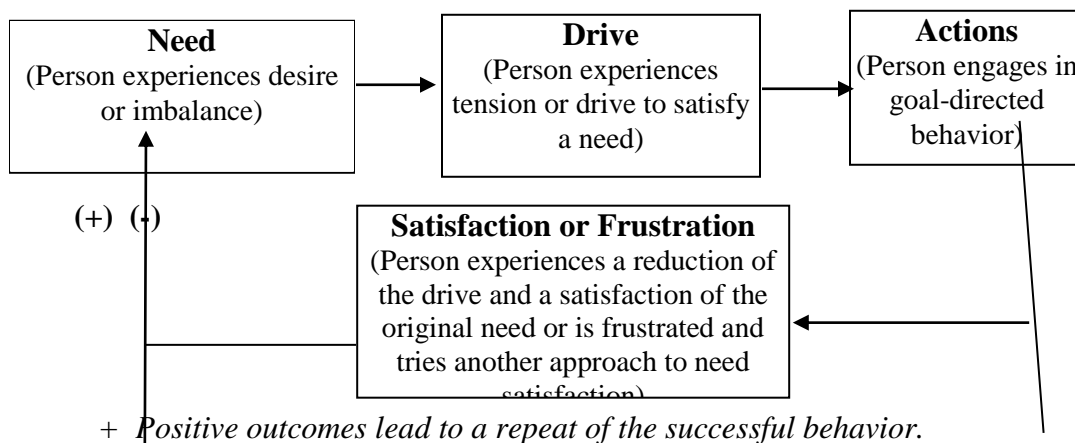 Need
(Person experiences desire
or imbalance)
Drive
(Person experiences
tension or drive to satisfy
a need)
Actions
(Person engages in
goal-directed
behavior)
(+) (-)
Satisfaction or Frustration
(Person experiences a reduction of
the drive and a satisfaction of the
original need or is frustrated and
tries another approach to need
satisfaction)
+ Positive outcomes lead to a repeat of the successful behavior.